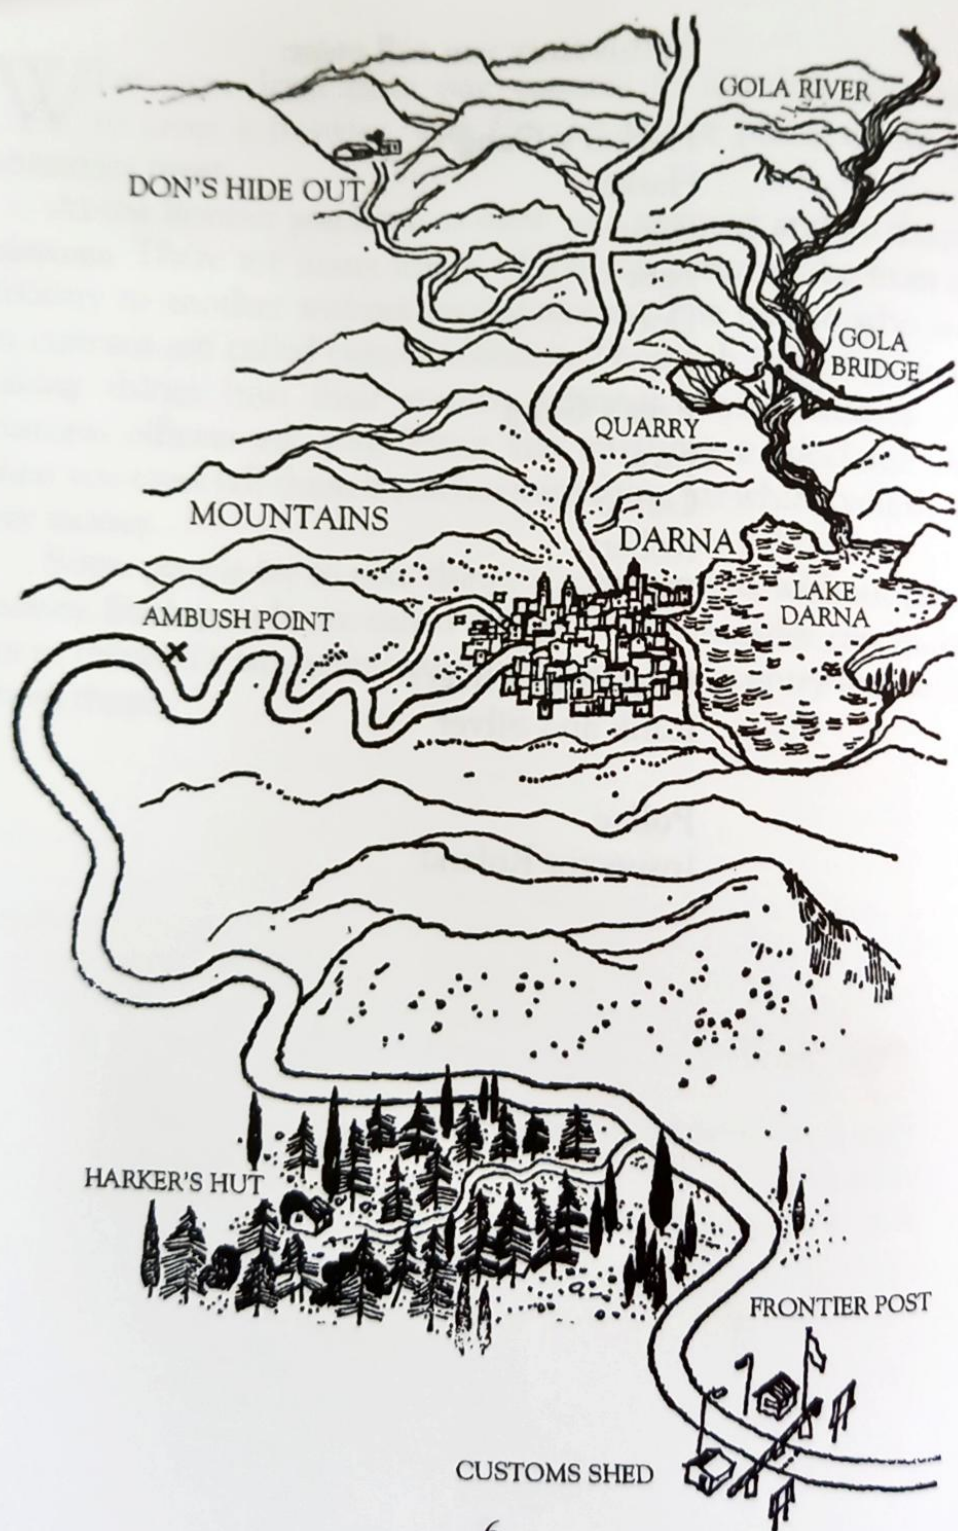 GOLA RIVER
DON'S HIDE OUT
GOLA
BRIDGE
QUARRY
MOUNTAINS
DARNA
LAKE
DARNA
AMBUSH POINT
HARKER'S HUT
FRONTIER POST
CUSTOMS SHED